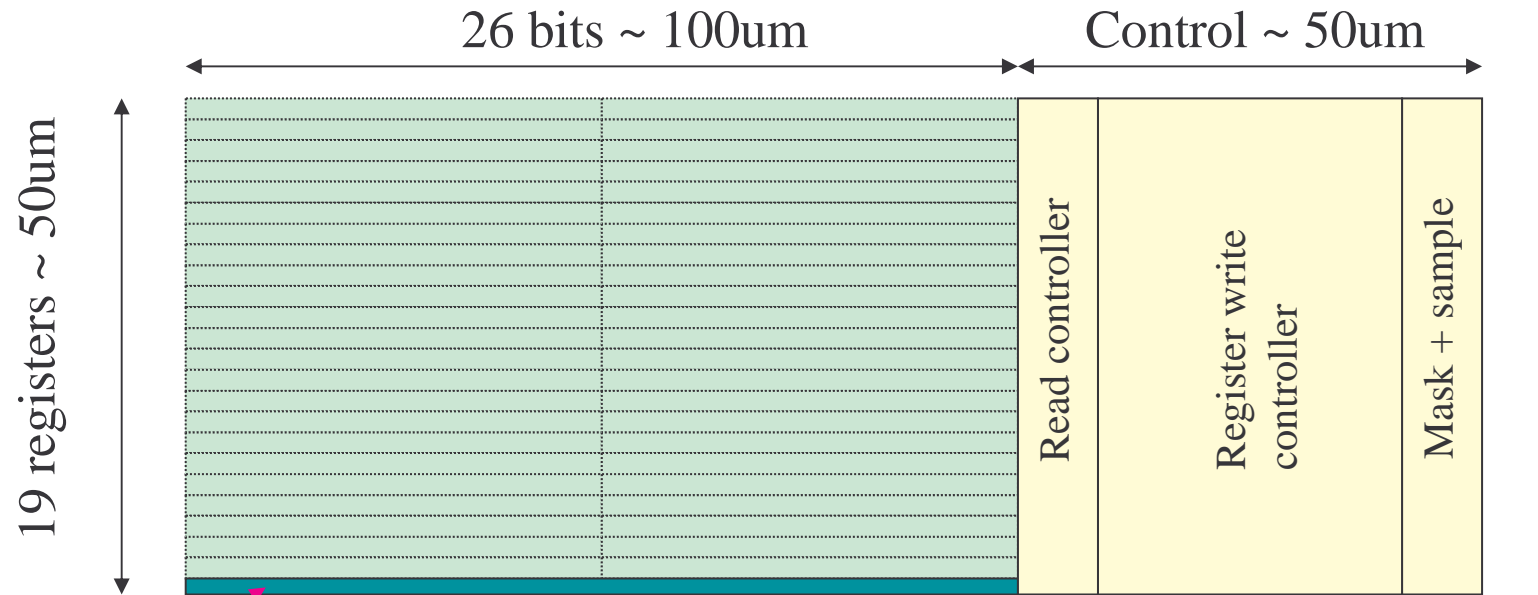 26 bits ~ 100um
Control ~ 50um
19 registers ~ 50um
Read controller
Register write
controller
Mask + sample